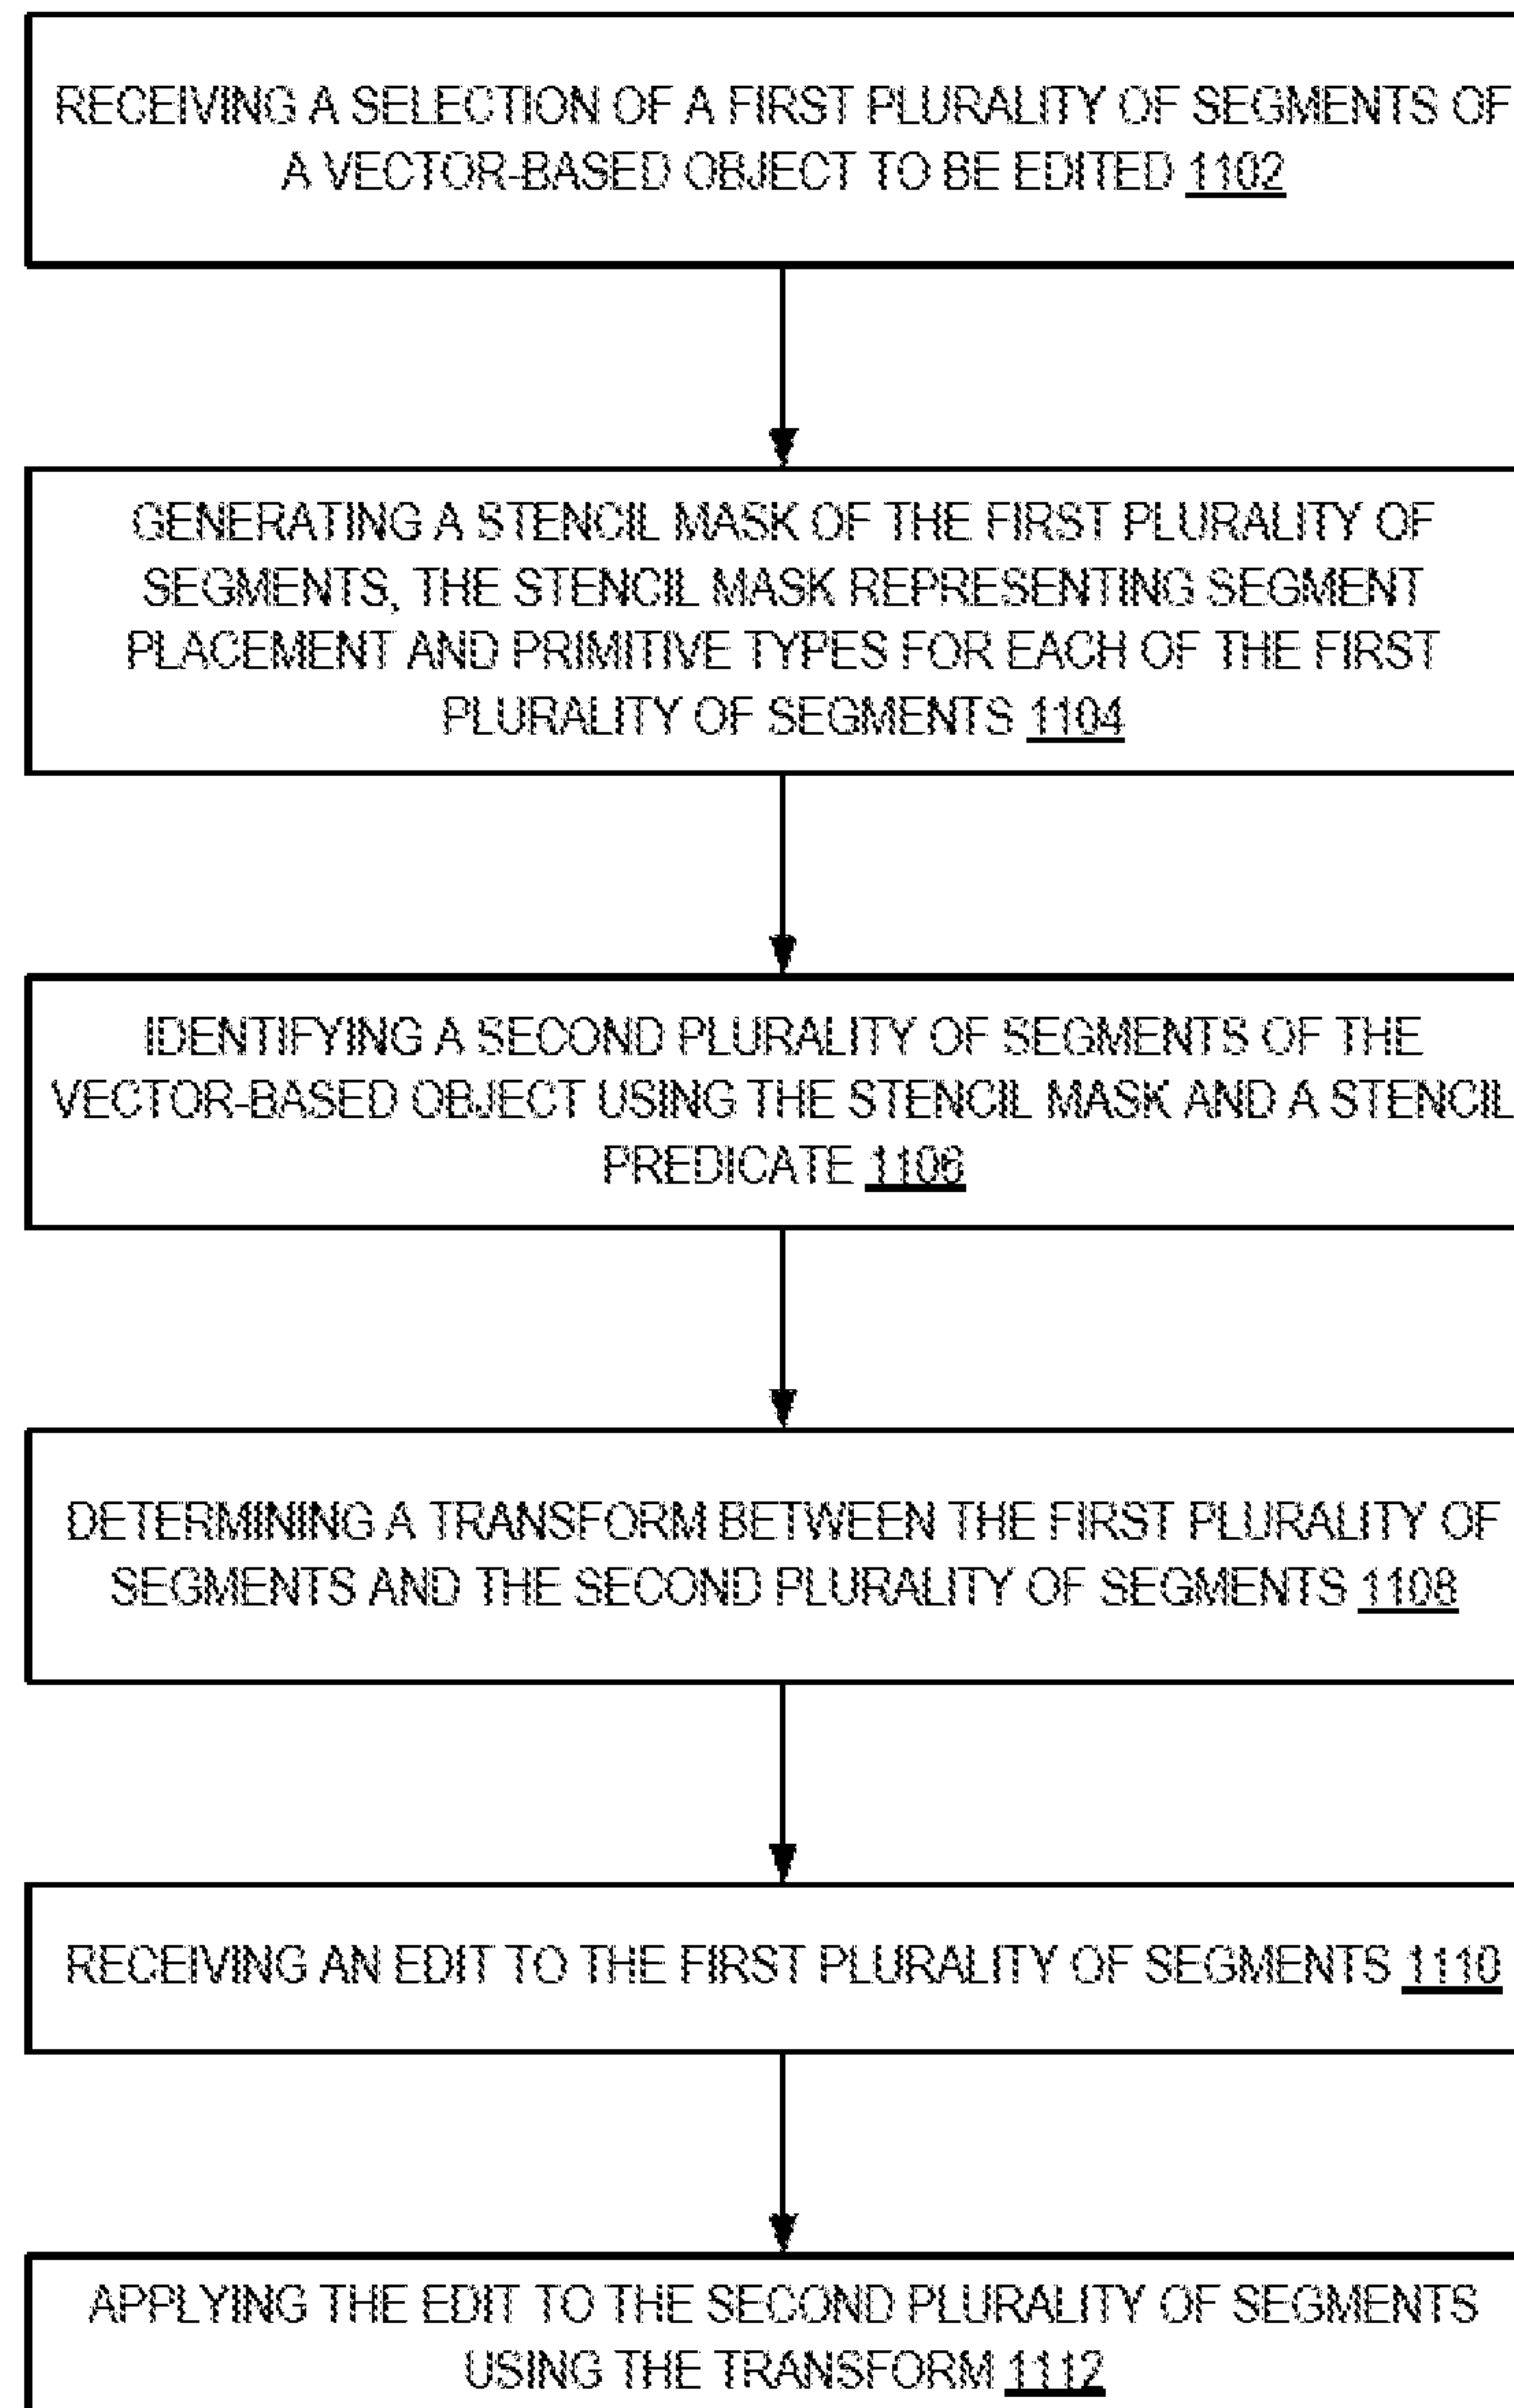 RECEIVING A SELECTION OF A FIRST PLURALITY OF SEGMENTS OF
A VECTOR-BASED OBJECT TO BE EDITED 1102
GENERATING A STENCIL MASK OF THE FIRST PLURALITY OF
SEGMENTS, THE STENCIL MASK REPRESENTING SEGMENT
PLACEMENT AND PRIMITIVE TYPES FOR EACH OF THE FIRST
PLURALITY OF SEGMENTS 1104
IDENTIFYING A SECOND PLURALITY OF SEGMENTS OF THE
VECTOR-BASED OBJECT USING THE STENCIL MASK AND A STENCIL
PREDICATE 1106
DETERMINING A TRANSFORM BETWEEN THE FIRST PLURALITY OF
SEGMENTS AND THE SECOND PLURALITY OF SEGMENTS 1108
RECEIVING AN EDIT TO THE FIRST PLURALITY OF SEGMENTS 1110
APPLYING THE EDIT TO THE SECOND PLURALITY OF SEGMENTS
USING THE TRANSFORM 1112